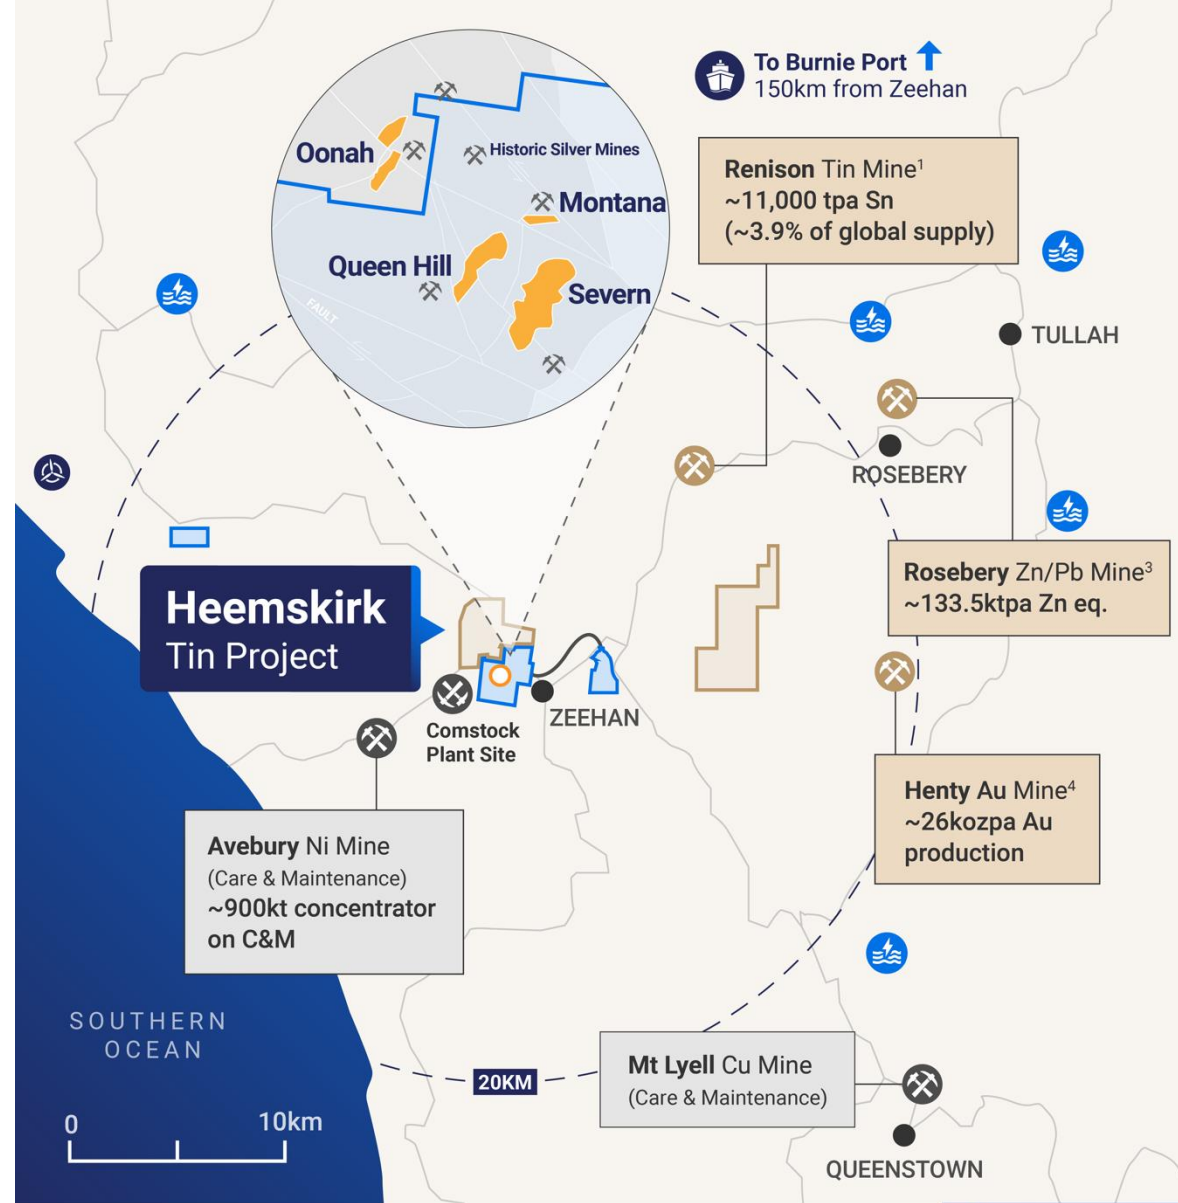 To Burnie Port
150km from Zeehan
Oonah
Historic Silver Mines
Montana
Queen Hill
Severn
FAULT
Renison Tin Mine¹
~11,000 tpa Sn
(~3.9% of global supply)
TULLAH
ROSEBERY
Rosebery Zn/Pb Mine³
~133.5ktpa Zn eq.
Heemskirk
Tin Project
ZEEHAN
Comstock
Plant Site
Henty Au Mine⁴
~26kozpa Au
production
Avebury Ni Mine
(Care & Maintenance)
~900kt concentrator
on C&M
SOUTHERN
OCEAN
20KM
Mt Lyell Cu Mine
(Care & Maintenance)
0 10km
QUEENSTOWN